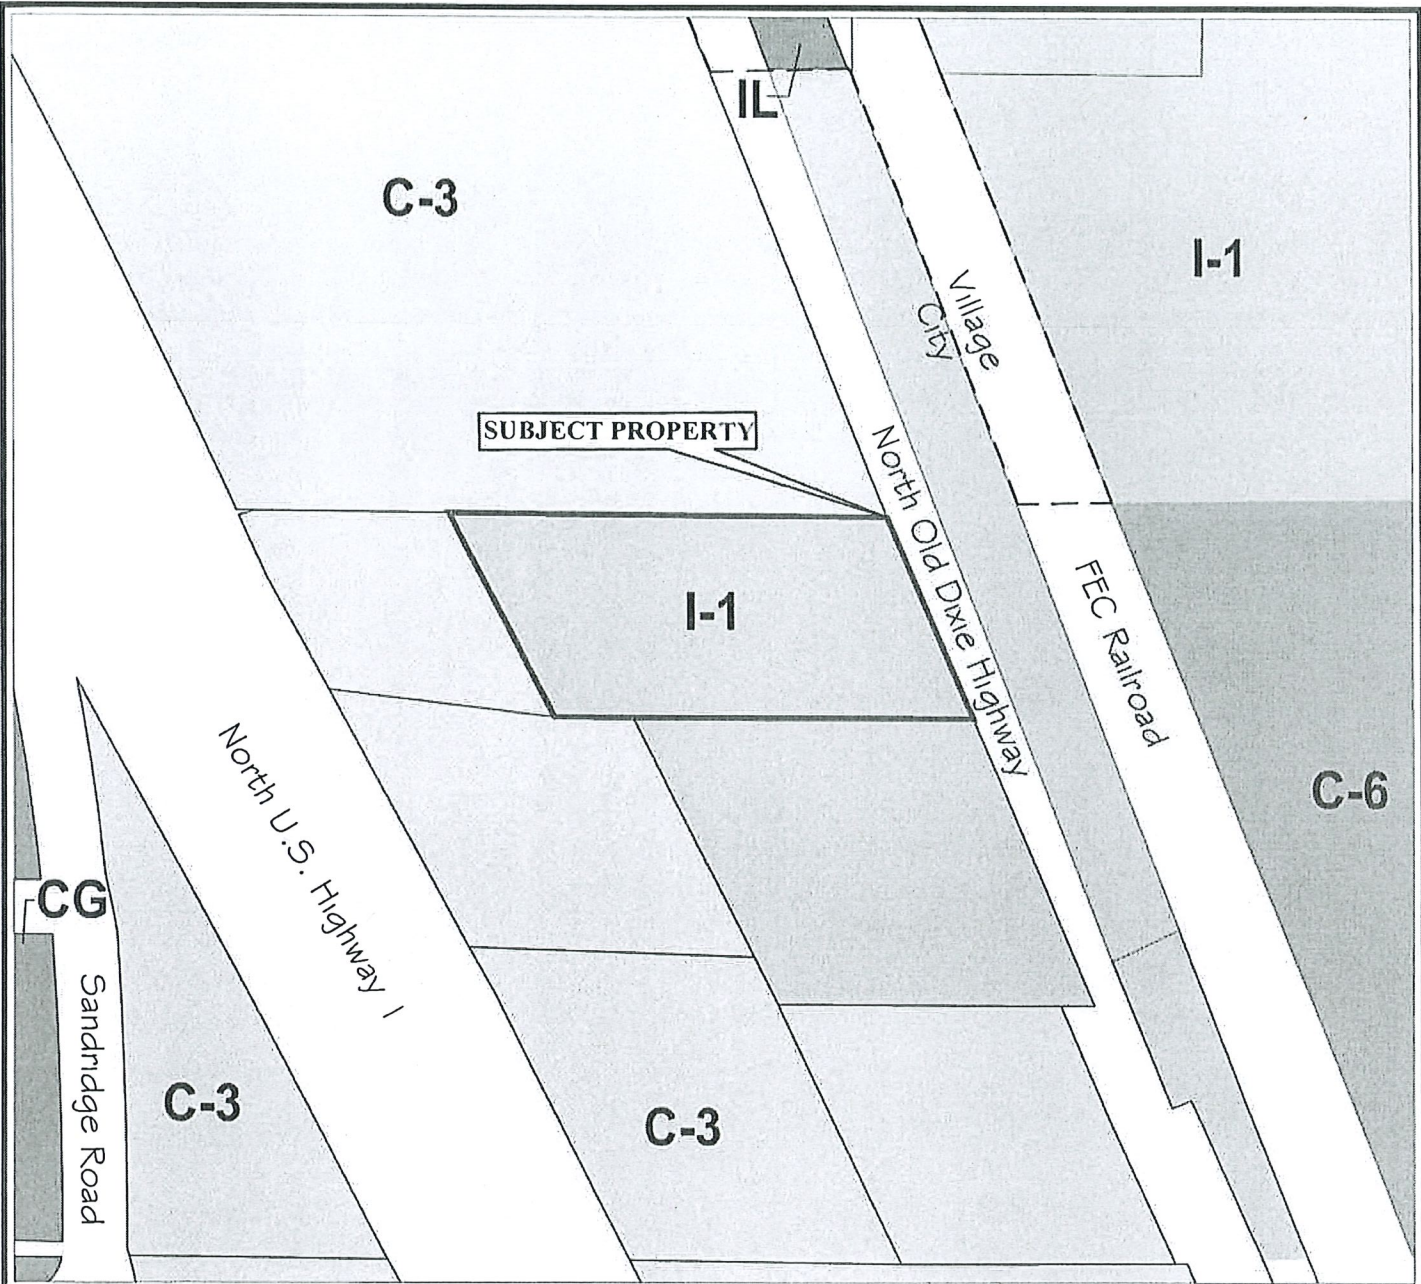 IL
C-3
I-1
Village
City
SUBJECT PROPERTY
North Old Dixie Highway
I-1
FEC Railroad
North U.S. Highway 1
C-6
CG
Sandridge Road
C-3
C-3